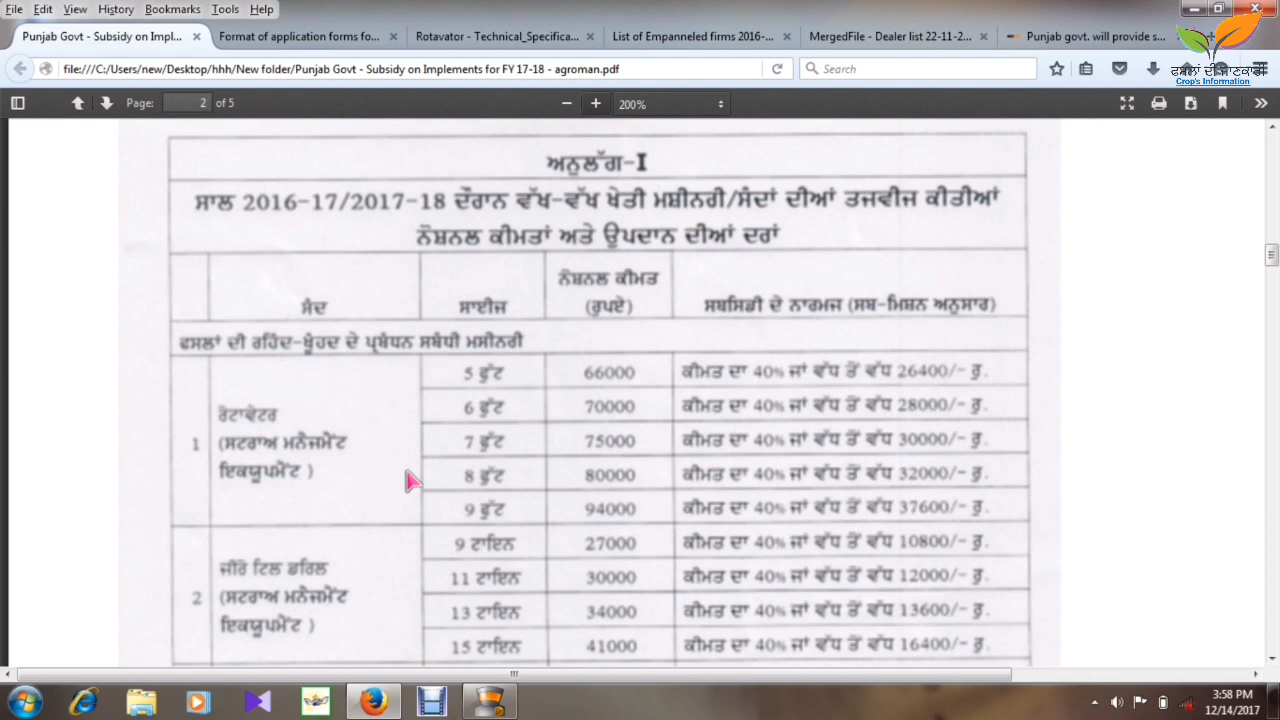 File Edit View History Bookmarks Tools Help
Punjab Govt - Subsidy on Impl...
Format of application forms fo...
Rotavator - Technical_Specifica...
List of Empanneled firms 2016-...
MergedFile - Dealer list 22-11-2...
Punjab govt. will provide s...
file:///C:/Users/new/Desktop/hhh/New folder/Punjab Govt - Subsidy on Implements for FY 17-18 - agroman.pdf
Search
ਫਸਲਾਂ ਦੀ ਜਾਣਕਾਰੀ
Crop's Information
Page: 2 of 5
200%
ਅਨੁਲੱਗ-I
ਸਾਲ 2016-17/2017-18 ਦੌਰਾਨ ਵੱਖ-ਵੱਖ ਖੇਤੀ ਮਸ਼ੀਨਰੀ/ਸੰਦਾਂ ਦੀਆਂ ਤਜਵੀਜ ਕੀਤੀਆਂ
ਨੋਸ਼ਨਲ ਕੀਮਤਾਂ ਅਤੇ ਉਪਦਾਨ ਦੀਆਂ ਦਰਾਂ
ਸੰਦ ਸਾਈਜ ਨੋਸ਼ਨਲ ਕੀਮਤ (ਰੁਪਏ) ਸਬਸਿਡੀ ਦੇ ਨਾਰਮਜ (ਸਬ-ਮਿਸ਼ਨ ਅਨੁਸਾਰ)
ਫਸਲਾਂ ਦੀ ਰਹਿੰਦ-ਖੂੰਹਦ ਦੇ ਪ੍ਰਬੰਧਨ ਸਬੰਧੀ ਮਸੀਨਰੀ
1 ਰੋਟਾਵੇਟਰ
(ਸਟਰਾਅ ਮਨੈਜਮੈਂਟ
ਇਕਯੂਪਮੈਂਟ )
5 ਫੁੱਟ 66000 ਕੀਮਤ ਦਾ 40% ਜਾਂ ਵੱਧ ਤੋਂ ਵੱਧ 26400/- ਰੁ.
6 ਫੁੱਟ 70000 ਕੀਮਤ ਦਾ 40% ਜਾਂ ਵੱਧ ਤੋਂ ਵੱਧ 28000/- ਰੁ.
7 ਫੁੱਟ 75000 ਕੀਮਤ ਦਾ 40% ਜਾਂ ਵੱਧ ਤੋਂ ਵੱਧ 30000/- ਰੁ.
8 ਫੁੱਟ 80000 ਕੀਮਤ ਦਾ 40% ਜਾਂ ਵੱਧ ਤੋਂ ਵੱਧ 32000/- ਰੁ.
9 ਫੁੱਟ 94000 ਕੀਮਤ ਦਾ 40% ਜਾਂ ਵੱਧ ਤੋਂ ਵੱਧ 37600/- ਰੁ.
2 ਜੀਰੋ ਟਿਲ ਡਰਿਲ
(ਸਟਰਾਅ ਮਨੈਜਮੈਂਟ
ਇਕਯੂਪਮੈਂਟ )
9 ਟਾਇਨ 27000 ਕੀਮਤ ਦਾ 40% ਜਾਂ ਵੱਧ ਤੋਂ ਵੱਧ 10800/- ਰੁ.
11 ਟਾਇਨ 30000 ਕੀਮਤ ਦਾ 40% ਜਾਂ ਵੱਧ ਤੋਂ ਵੱਧ 12000/- ਰੁ.
13 ਟਾਇਨ 34000 ਕੀਮਤ ਦਾ 40% ਜਾਂ ਵੱਧ ਤੋਂ ਵੱਧ 13600/- ਰੁ.
15 ਟਾਇਨ 41000 ਕੀਮਤ ਦਾ 40% ਜਾਂ ਵੱਧ ਤੋਂ ਵੱਧ 16400/- ਰੁ.
3:58 PM
12/14/2017